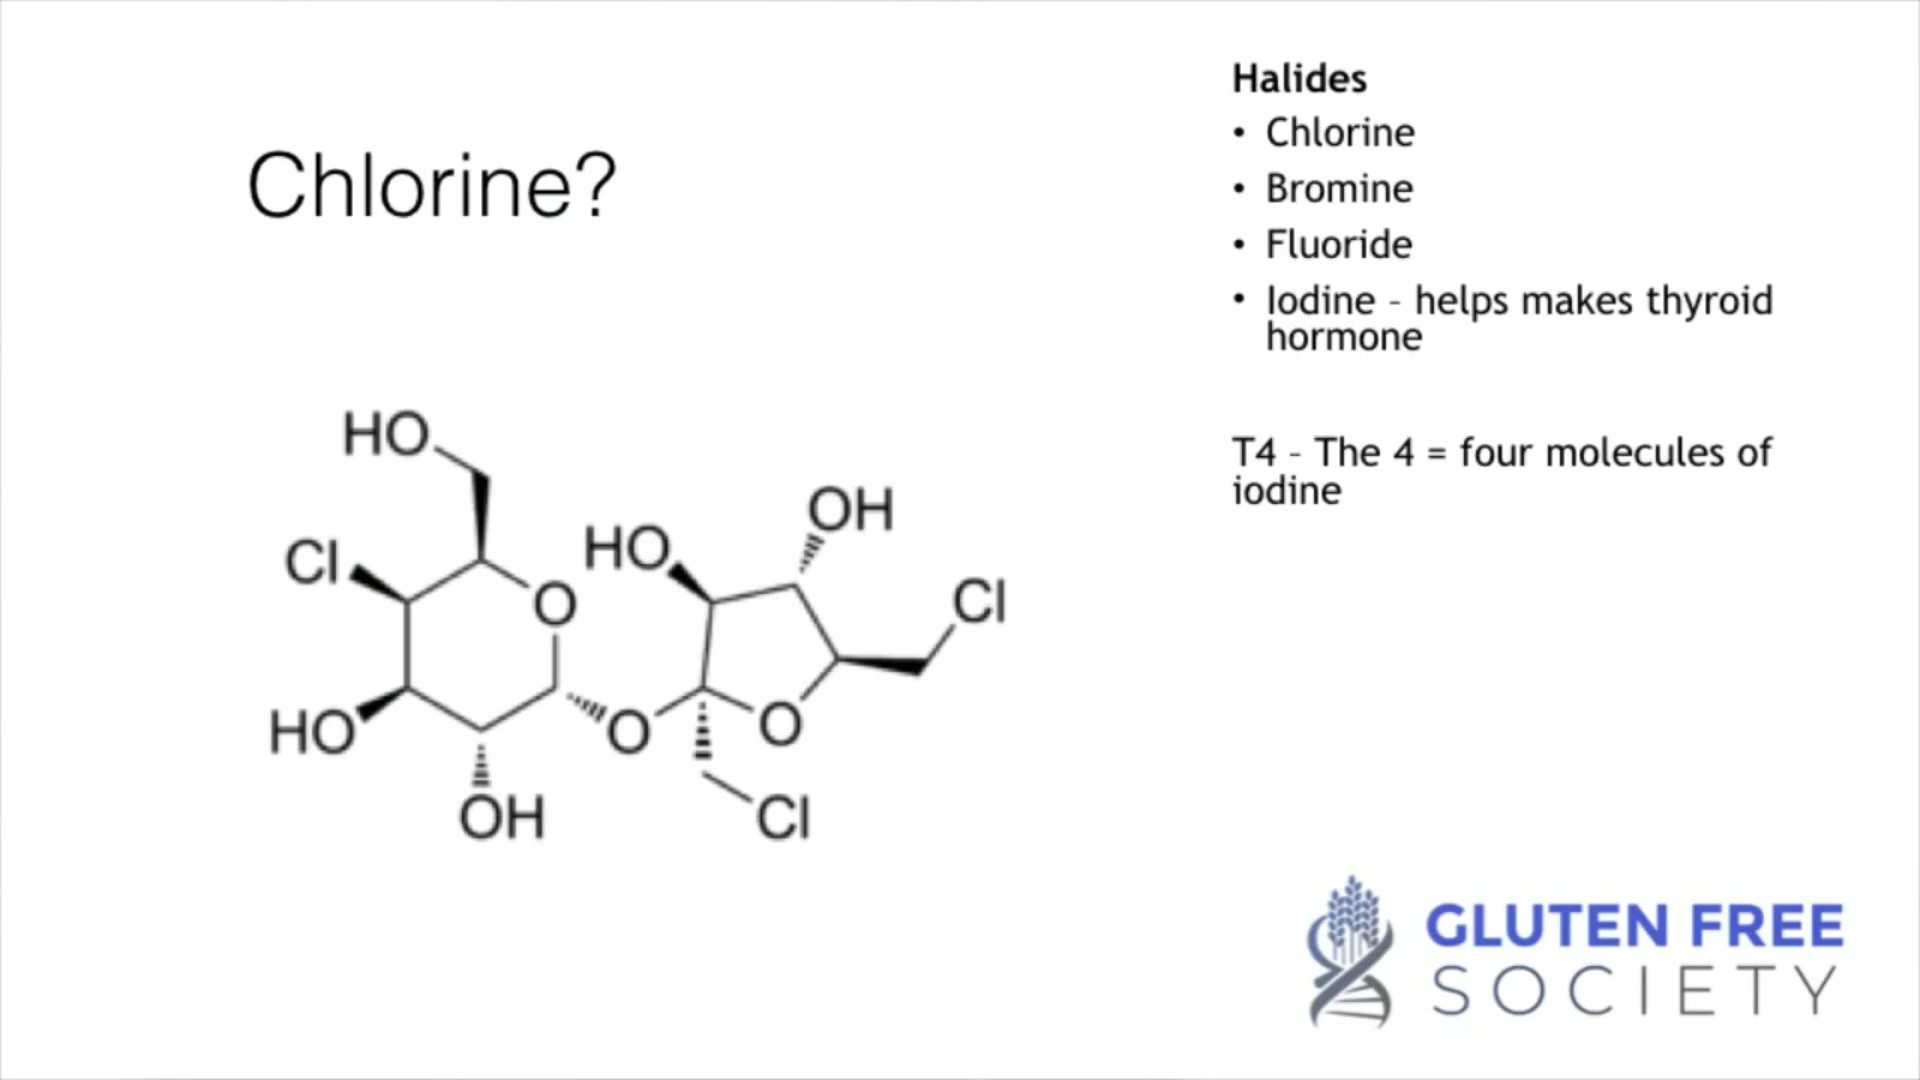 Chlorine?
Halides
• Chlorine
• Bromine
• Fluoride
• Iodine - helps makes thyroid
hormone
T4 - The 4 = four molecules of
iodine
HO
OH
HO
Cl
Cl
O
HO
O
O
OH
Cl
GLUTEN FREE
SOCIETY